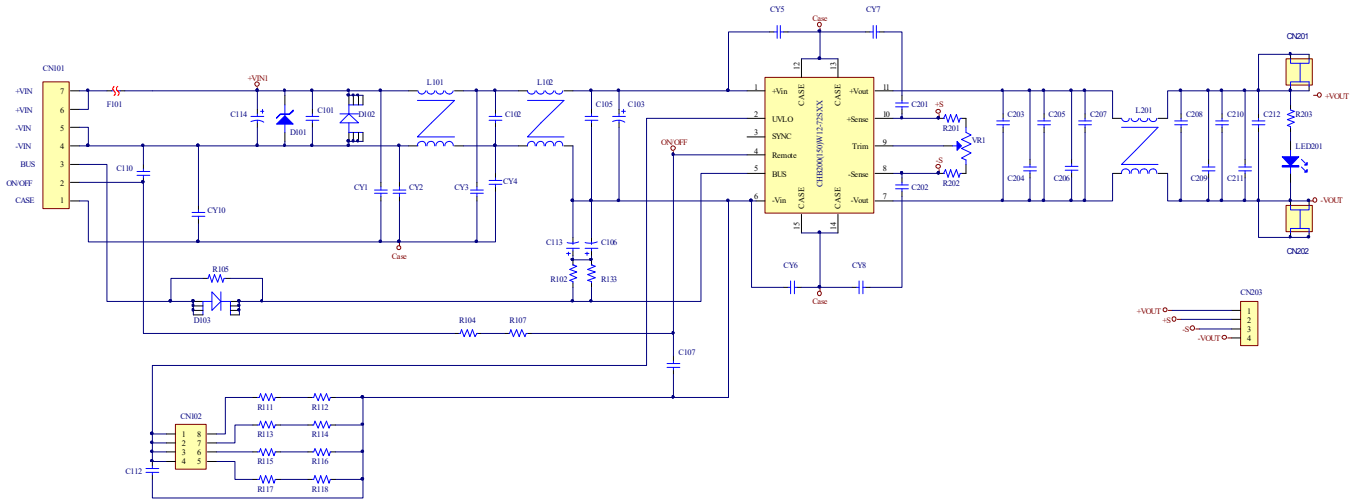 CY5
Case
CY7
CN201
CN101
+VIN
7
F101
+VIN1
L101
L102
12
13
+VIN
6
C114
D101
C101
D102
C102
C105
C103
1
+Vin
CASE
CASE
+Vout
11
C201
+S
+VOUT
-VIN
5
2
UVLO
+Sense
10
R201
C203
C205
C207
L201
C208
C210
C212
R203
-VIN
4
3
SYNC
CHB200(150)W12-72SXX
Trim
9
VR1
BUS
3
C110
ON/OFF
4
Remote
-S
LED201
ON/OFF
2
5
BUS
-Sense
8
R202
C204
C206
C209
C211
CASE
1
CY10
CY1
CY2
CY3
CY4
6
-Vin
CASE
CASE
-Vout
7
C202
-VOUT
15
14
Case
C113
C106
CN202
R105
R102
R133
CY6
CY8
Case
D103
CN203
+VOUT
1
+S
2
-S
3
-VOUT
4
R104
R107
C107
R111
R112
CN102
1
8
2
7
3
6
4
5
R113
R114
R115
R116
C112
R117
R118